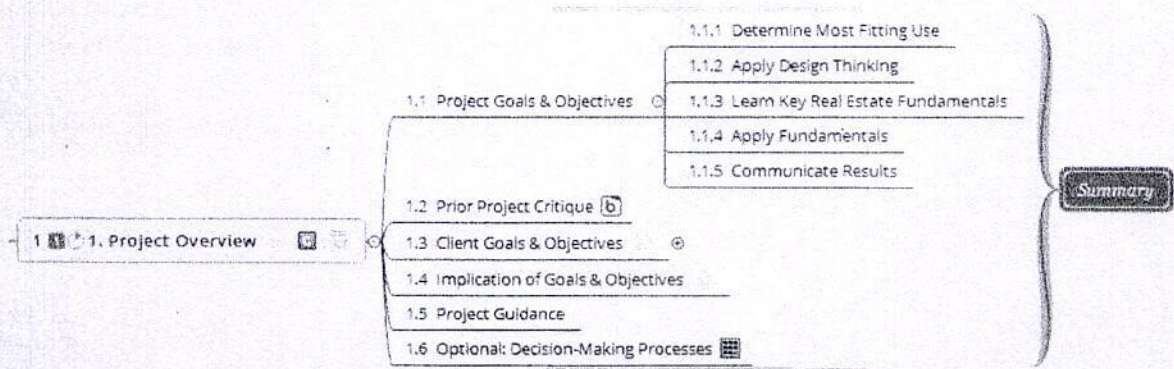 1.1.1 Determine Most Fitting Use
1.1.2 Apply Design Thinking
1.1 Project Goals & Objectives
1.1.3 Learn Key Real Estate Fundamentals
1.1.4 Apply Fundamentals
1.1.5 Communicate Results
1.2 Prior Project Critique
1 1. Project Overview
1.3 Client Goals & Objectives
1.4 Implication of Goals & Objectives
1.5 Project Guidance
1.6 Optional: Decision-Making Processes
Summary